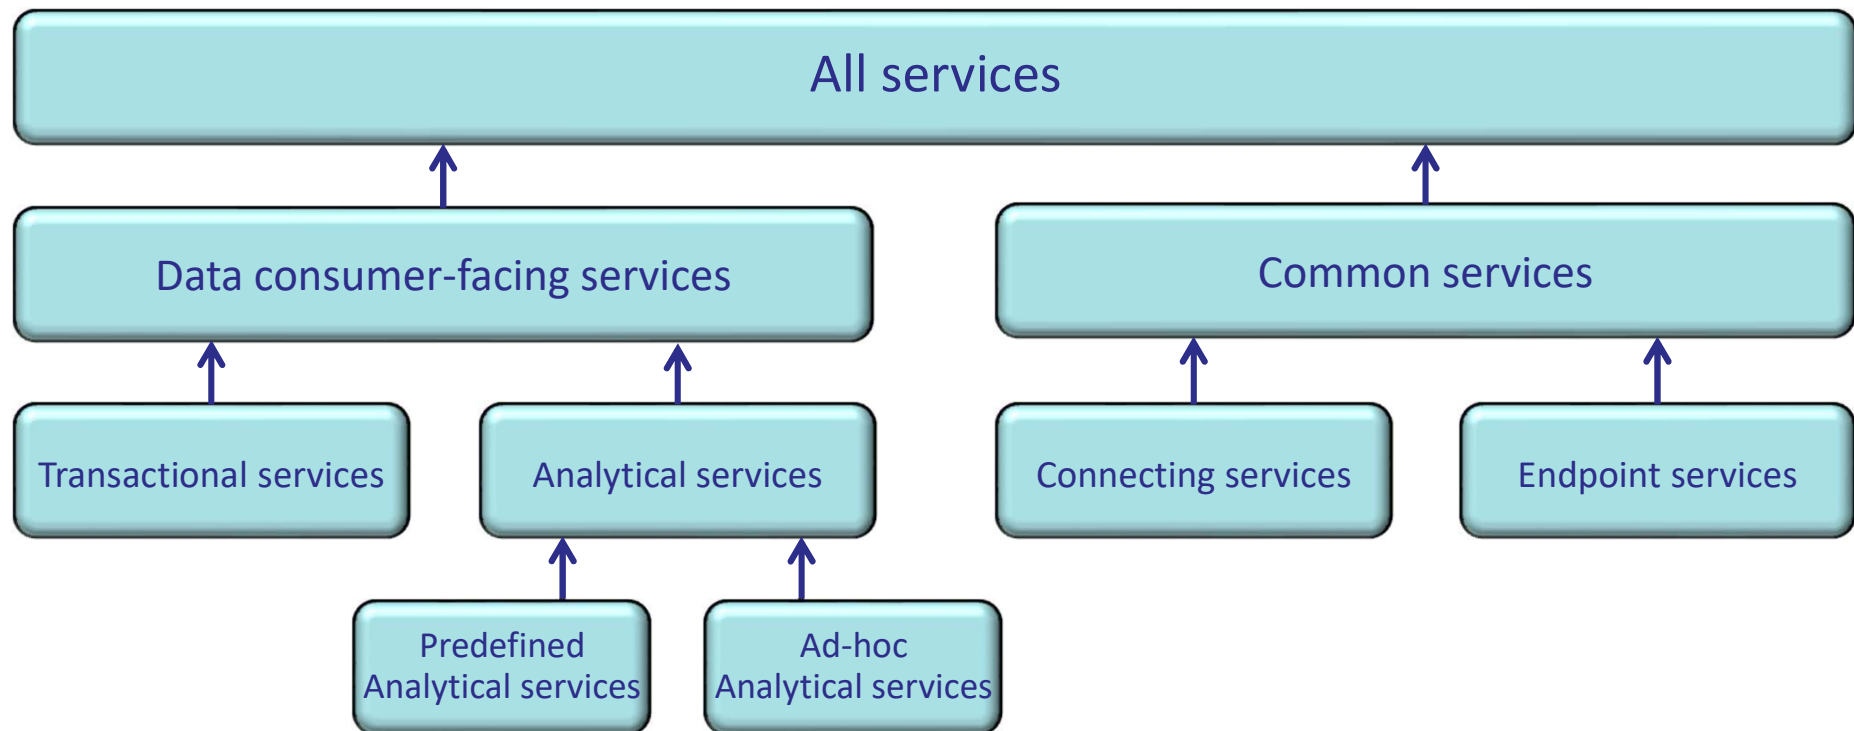 All services
Data consumer-facing services
Common services
Transactional services
Analytical services
Connecting services
Endpoint services
Predefined
Analytical services
Ad-hoc
Analytical services